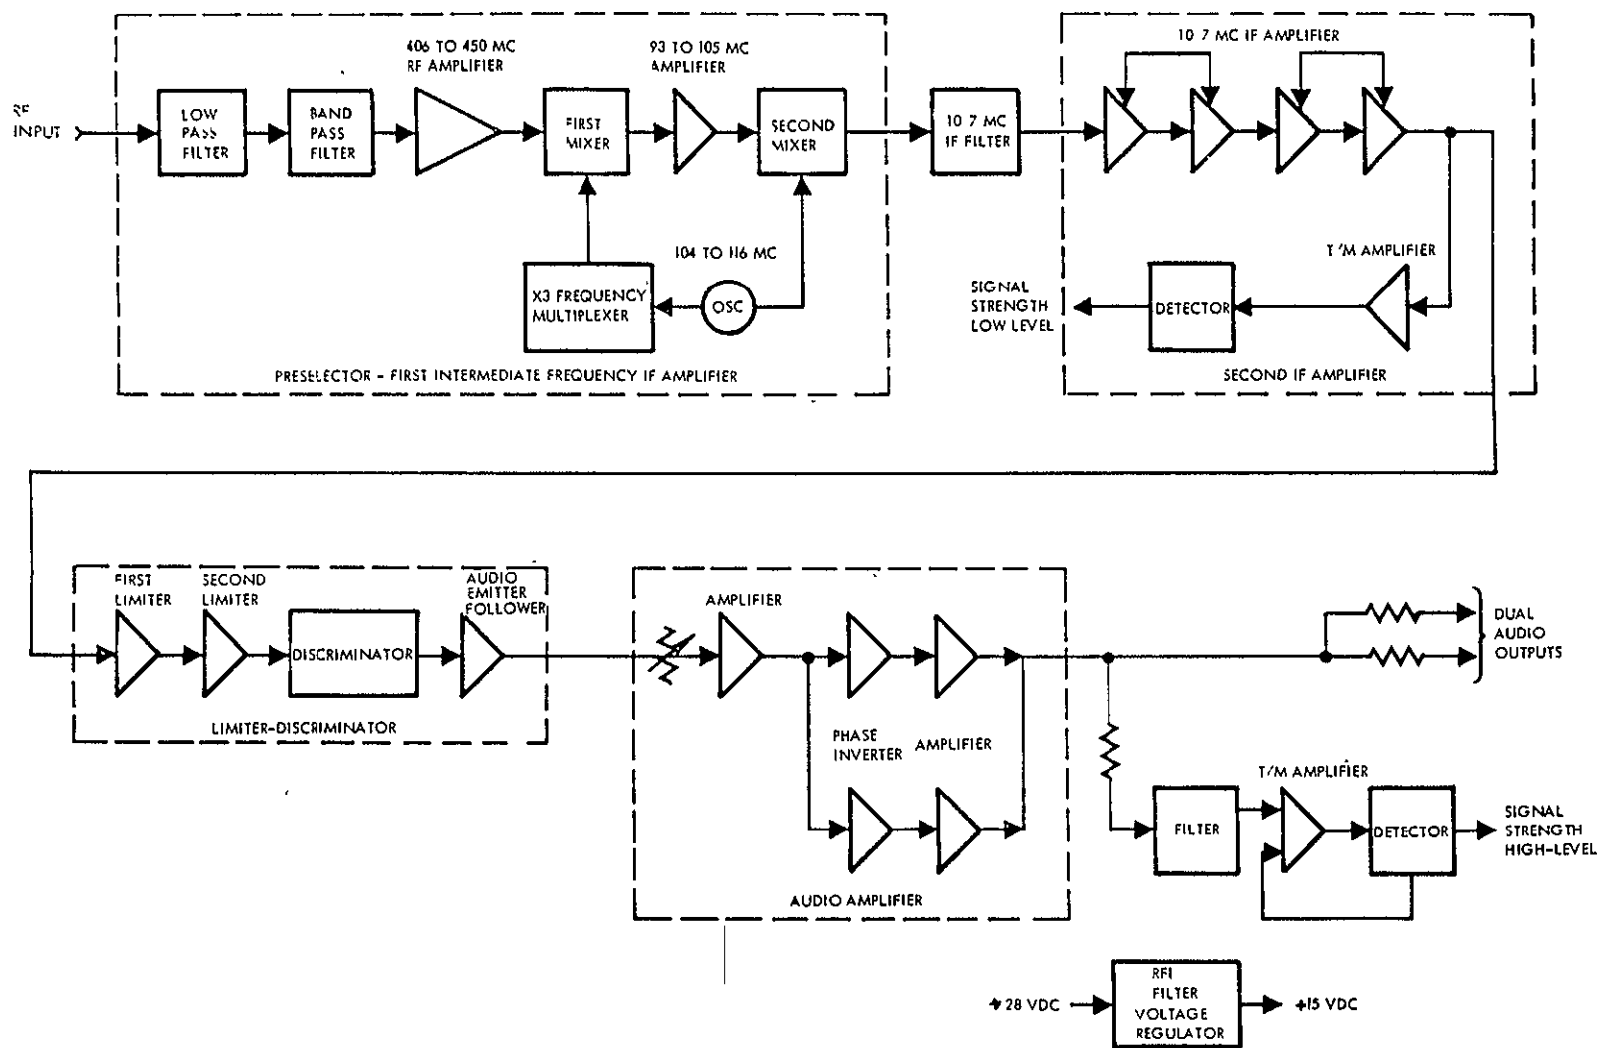 406 TO 450 MC
RF AMPLIFIER
93 TO 105 MC
AMPLIFIER
10 7 MC IF AMPLIFIER
RF
INPUT
LOW
PASS
FILTER
BAND
PASS
FILTER
FIRST
MIXER
SECOND
MIXER
10 7 MC
IF FILTER
104 TO 116 MC
X3 FREQUENCY
MULTIPLEXER
OSC
T/M AMPLIFIER
SIGNAL
STRENGTH
LOW LEVEL
DETECTOR
PRESELECTOR - FIRST INTERMEDIATE FREQUENCY IF AMPLIFIER
SECOND IF AMPLIFIER
FIRST
LIMITER
SECOND
LIMITER
DISCRIMINATOR
AUDIO
EMITTER
FOLLOWER
LIMITER-DISCRIMINATOR
AMPLIFIER
PHASE
INVERTER
AMPLIFIER
AUDIO AMPLIFIER
DUAL
AUDIO
OUTPUTS
T/M AMPLIFIER
FILTER
DETECTOR
SIGNAL
STRENGTH
HIGH-LEVEL
+28 VDC
RFI
FILTER
VOLTAGE
REGULATOR
+15 VDC